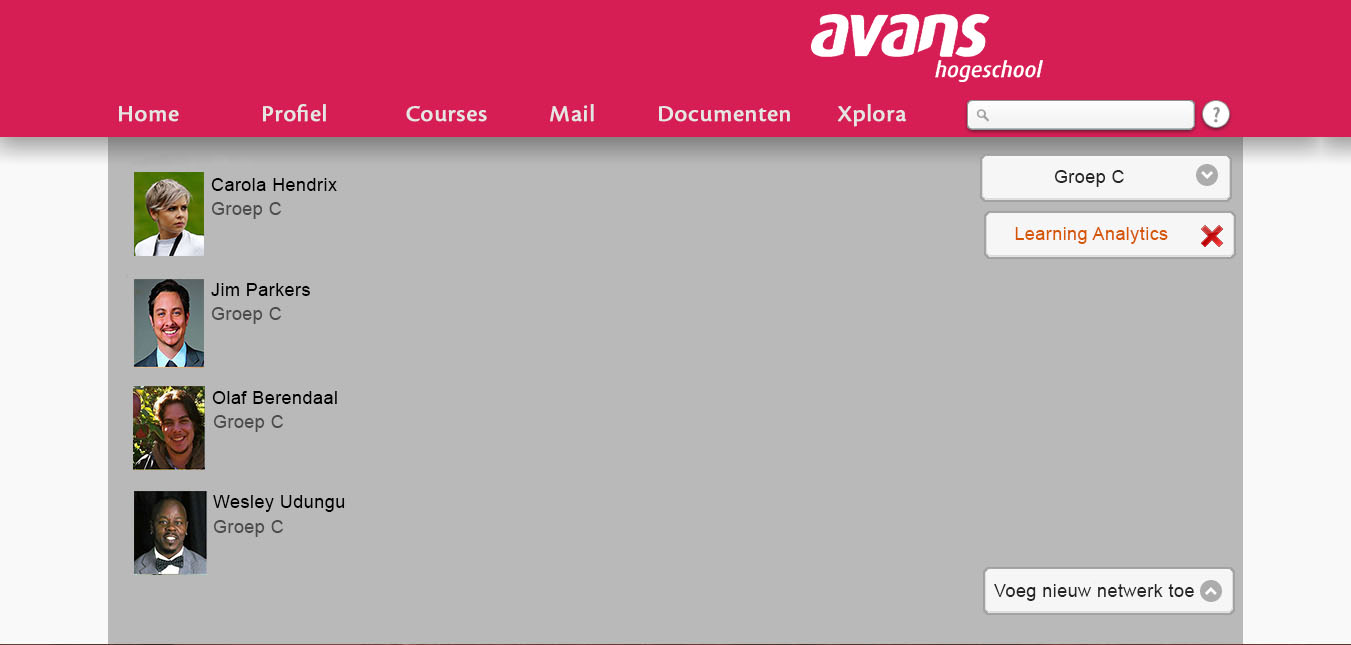 avans
hogeschool
Home Profiel Courses Mail Documenten Xplora ?
Carola Hendrix
Groep C
Jim Parkers
Groep C
Olaf Berendaal
Groep C
Wesley Udungu
Groep C
Groep C
Learning Analytics
Voeg nieuw netwerk toe